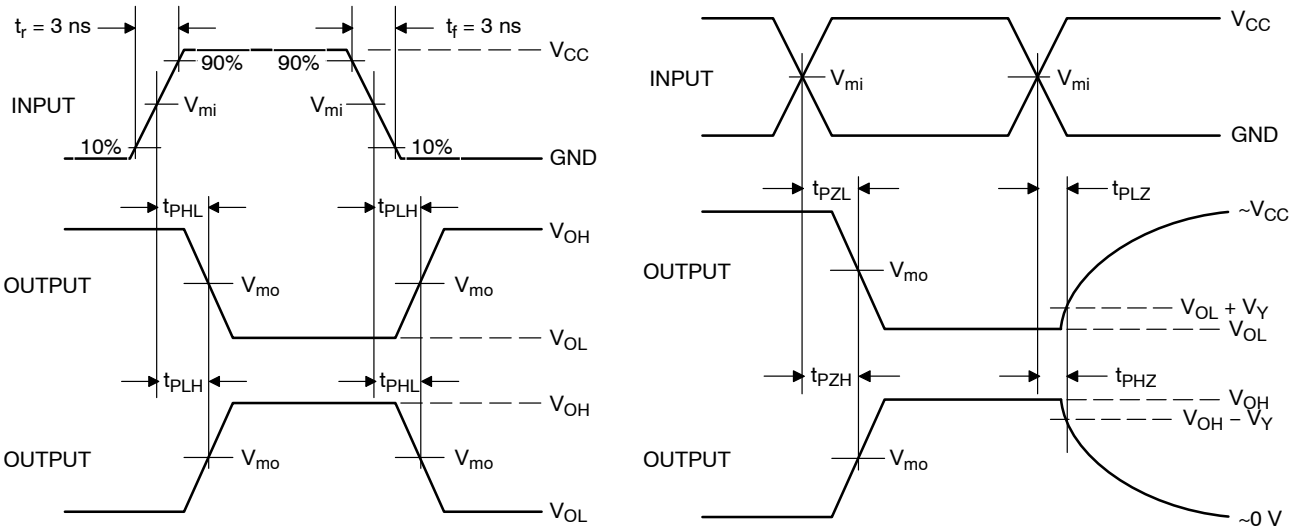 t_r = 3 ns
t_f = 3 ns
V_CC
90%
90%
INPUT
V_mi
V_mi
10%
10%
GND
t_PHL
t_PLH
V_OH
OUTPUT
V_mo
V_mo
V_OL
t_PLH
t_PHL
V_OH
OUTPUT
V_mo
V_mo
V_OL
V_CC
INPUT
V_mi
V_mi
GND
t_PZL
t_PLZ
~V_CC
OUTPUT
V_mo
V_OL + V_Y
V_OL
t_PZH
t_PHZ
V_OH
V_OH − V_Y
OUTPUT
V_mo
~0 V